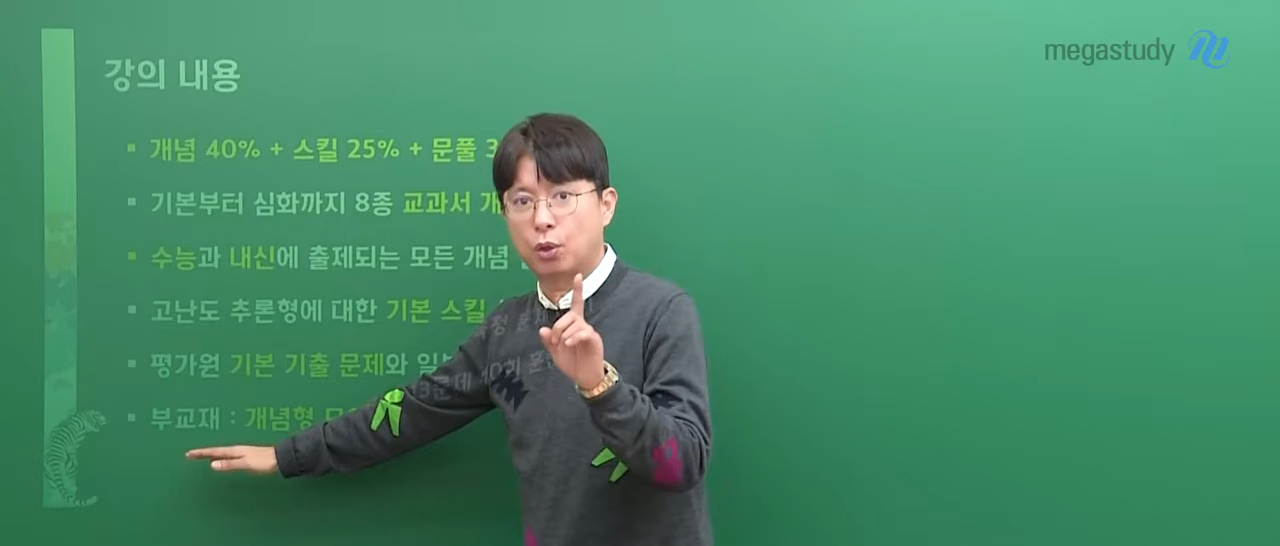 megastudy
강의 내용
개념 40% + 스킬 25% + 문풀 3
기본부터 심화까지 8종 교과서 개
수능과 내신에 출제되는 모든 개념
고난도 추론형에 대한 기본 스킬
평가원 기본 기출 문제와 일
부교재 : 개념형